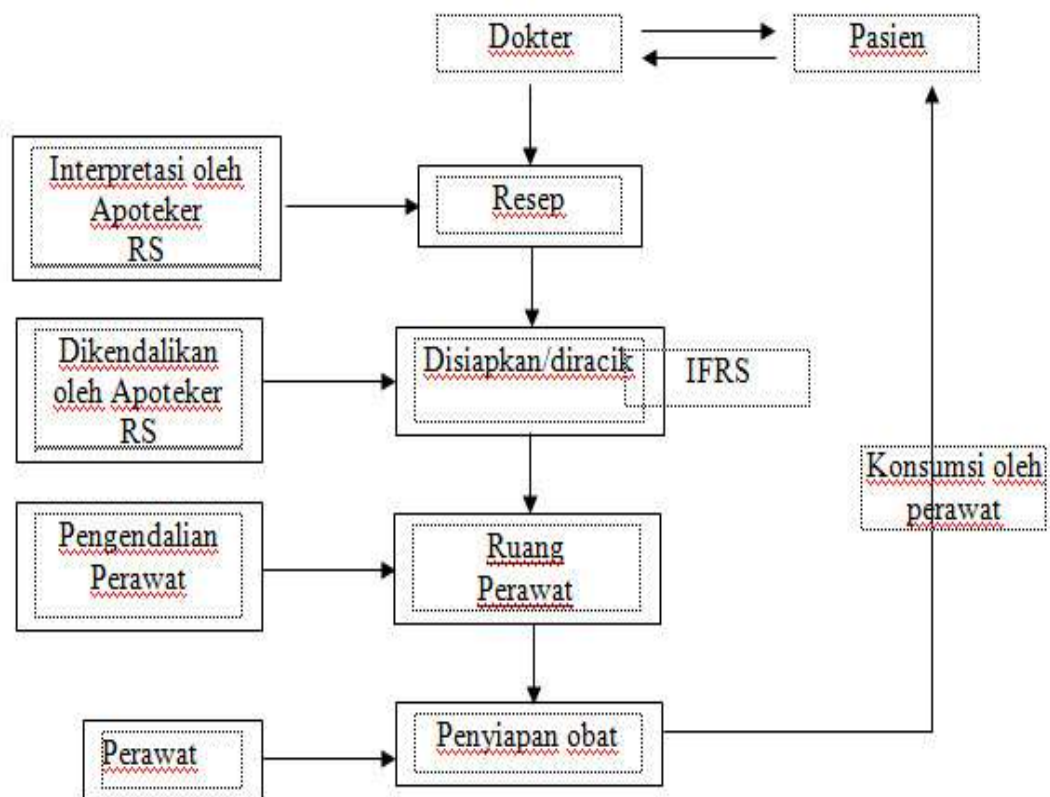 Dokter
Pasien
Interpretasi oleh
Apoteker
RS
Resep
Dikendalikan
oleh Apoteker
RS
Disiapkan/diracik
IFRS
Konsumsi oleh
perawat
Pengendalian
Perawat
Ruang
Perawat
Perawat
Penyiapan obat